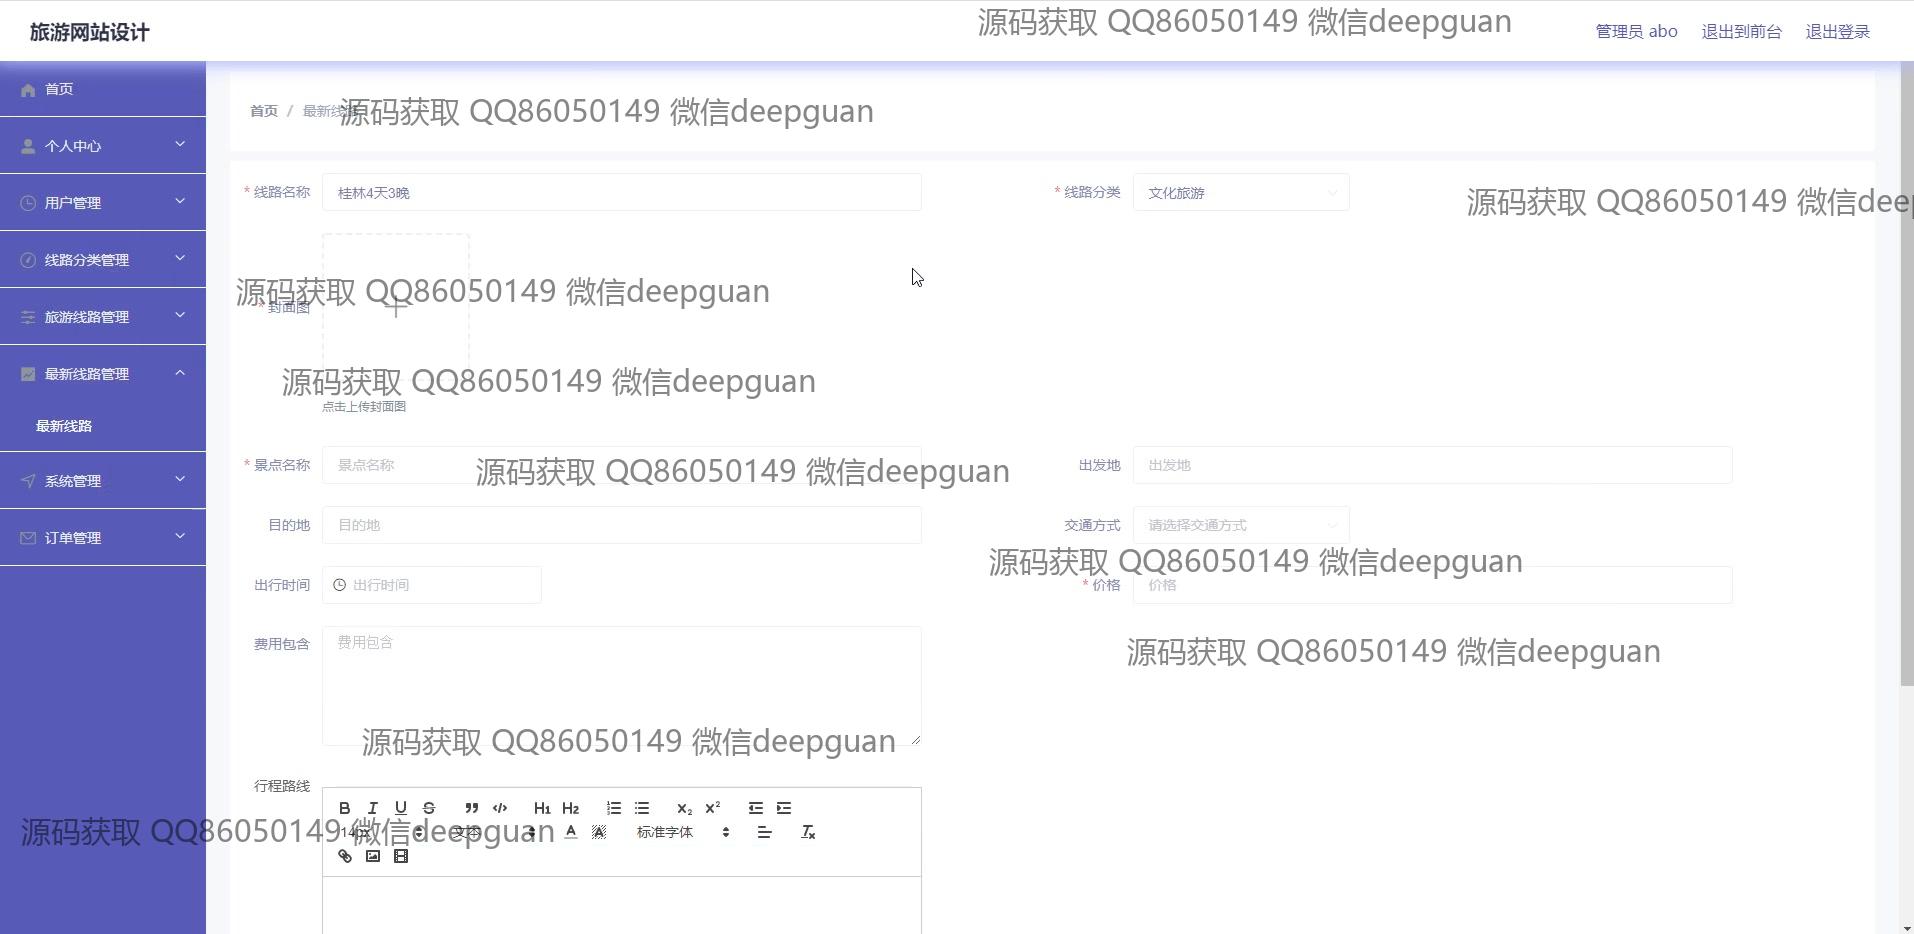 旅游网站设计
源码获取 QQ86050149 微信deepguan
管理员 abo 退出到前台 退出登录
首页
首页 / 最新线路
源码获取 QQ86050149 微信deepguan
个人中心
* 线路名称 桂林4天3晚
* 线路分类 文化旅游
源码获取 QQ86050149 微信deep
用户管理
线路分类管理
源码获取 QQ86050149 微信deepguan
* 封面图
旅游线路管理
最新线路管理
源码获取 QQ86050149 微信deepguan
点击上传封面图
最新线路
* 景点名称 景点名称
源码获取 QQ86050149 微信deepguan
出发地 出发地
系统管理
目的地 目的地
交通方式 请选择交通方式
订单管理
源码获取 QQ86050149 微信deepguan
出行时间 出行时间
* 价格 价格
费用包含 费用包含
源码获取 QQ86050149 微信deepguan
源码获取 QQ86050149 微信deepguan
行程路线
B I U S ” </> H1 H2 X2 X2
源码获取 QQ86050149 微信deepguan
14px 文本 A A 标准字体 Tx